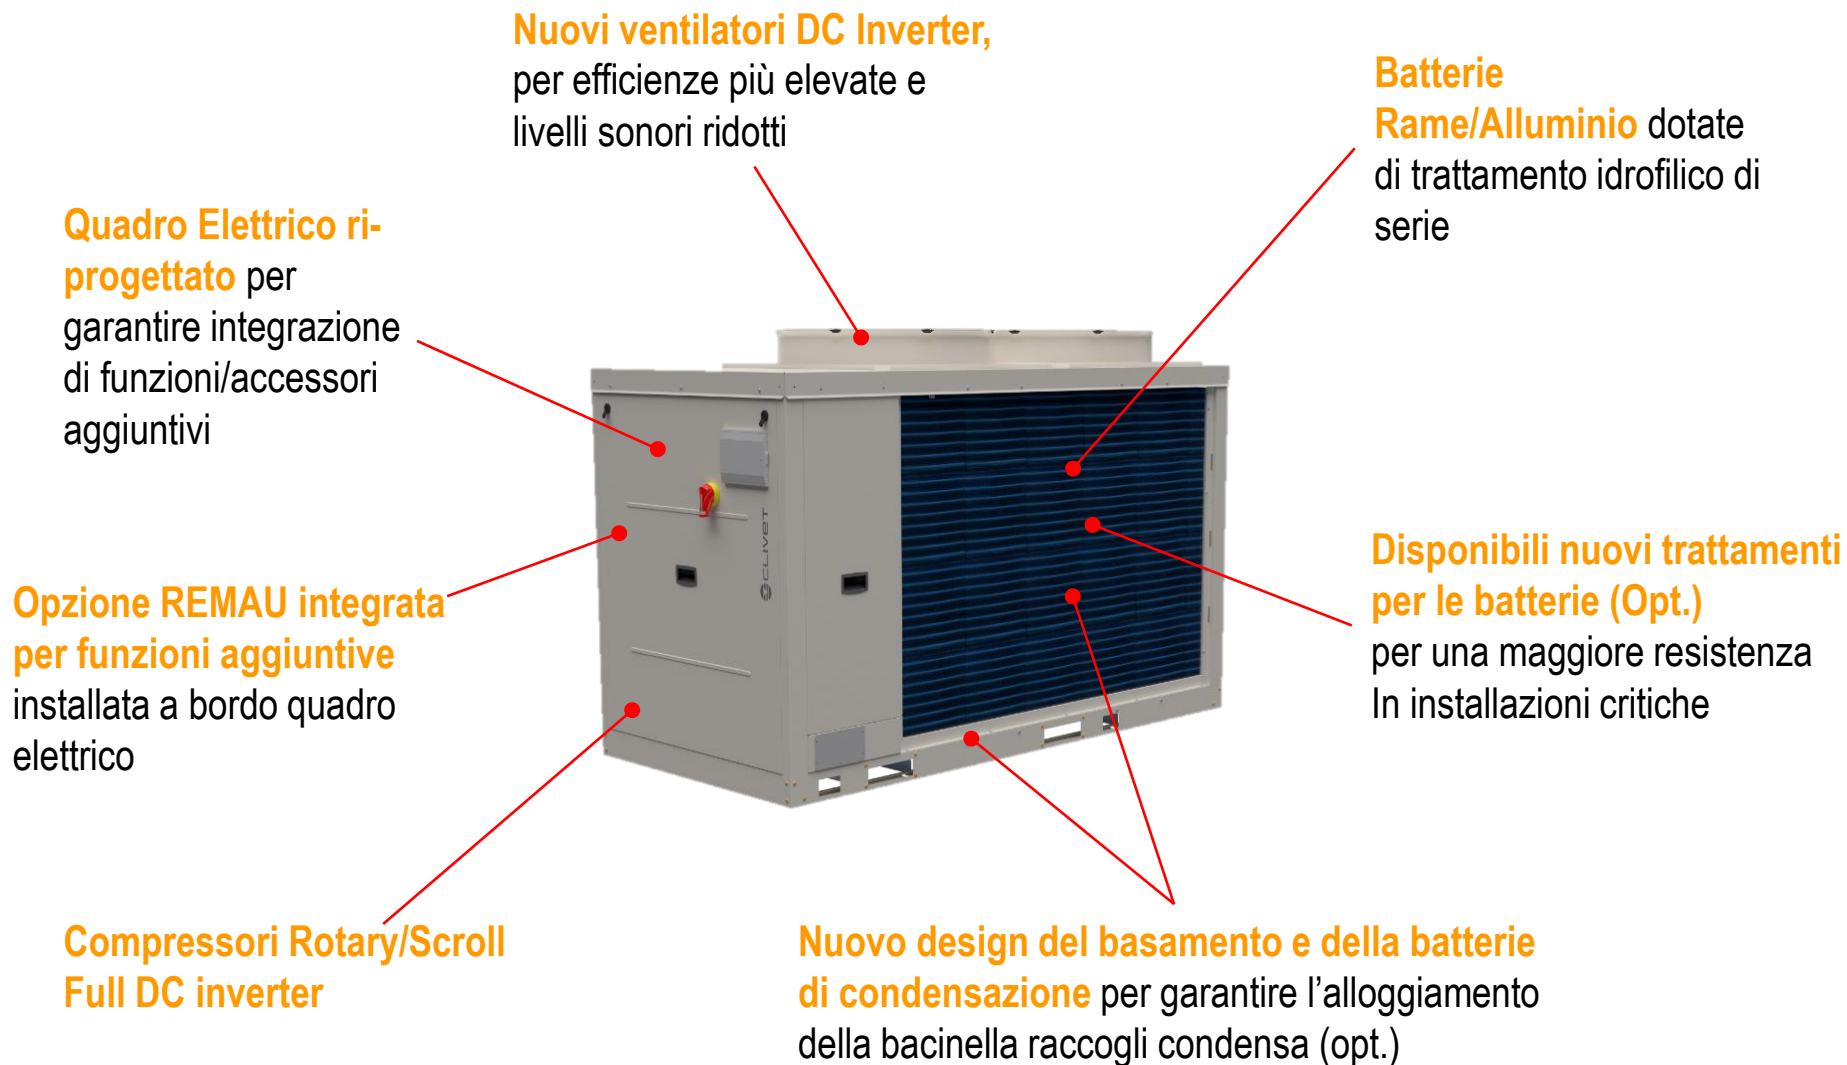 Nuovi ventilatori DC Inverter,
per efficienze più elevate e
livelli sonori ridotti
Batterie
Rame/Alluminio dotate
di trattamento idrofilico di
serie
Quadro Elettrico ri-
progettato per
garantire integrazione
di funzioni/accessori
aggiuntivi
CLIVET
Opzione REMAU integrata
per funzioni aggiuntive
installata a bordo quadro
elettrico
Disponibili nuovi trattamenti
per le batterie (Opt.)
per una maggiore resistenza
In installazioni critiche
Compressori Rotary/Scroll
Full DC inverter
Nuovo design del basamento e della batterie
di condensazione per garantire l’alloggiamento
della bacinella raccogli condensa (opt.)